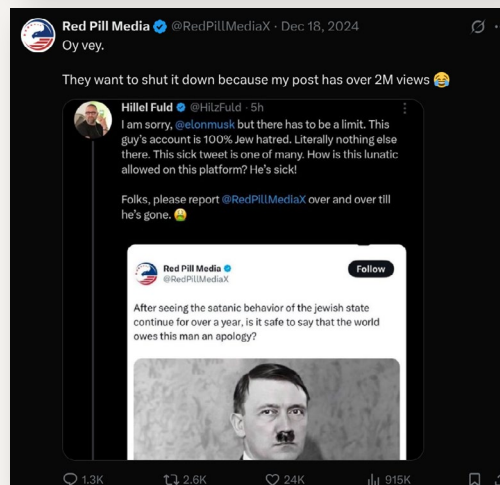 Red Pill Media @RedPillMediaX · Dec 18, 2024
Oy vey.
They want to shut it down because my post has over 2M views 😂
Hillel Fuld @HilzFuld · 5h
I am sorry, @elonmusk but there has to be a limit. This
guy's account is 100% Jew hatred. Literally nothing else
there. This sick tweet is one of many. How is this lunatic
allowed on this platform? He's sick!
Folks, please report @RedPillMediaX over and over till
he's gone. 🤮
Red Pill Media
@RedPillMediaX
Follow
After seeing the satanic behavior of the jewish state
continue for over a year, is it safe to say that the world
owes this man an apology?
1.3K 2.6K 24K 915K